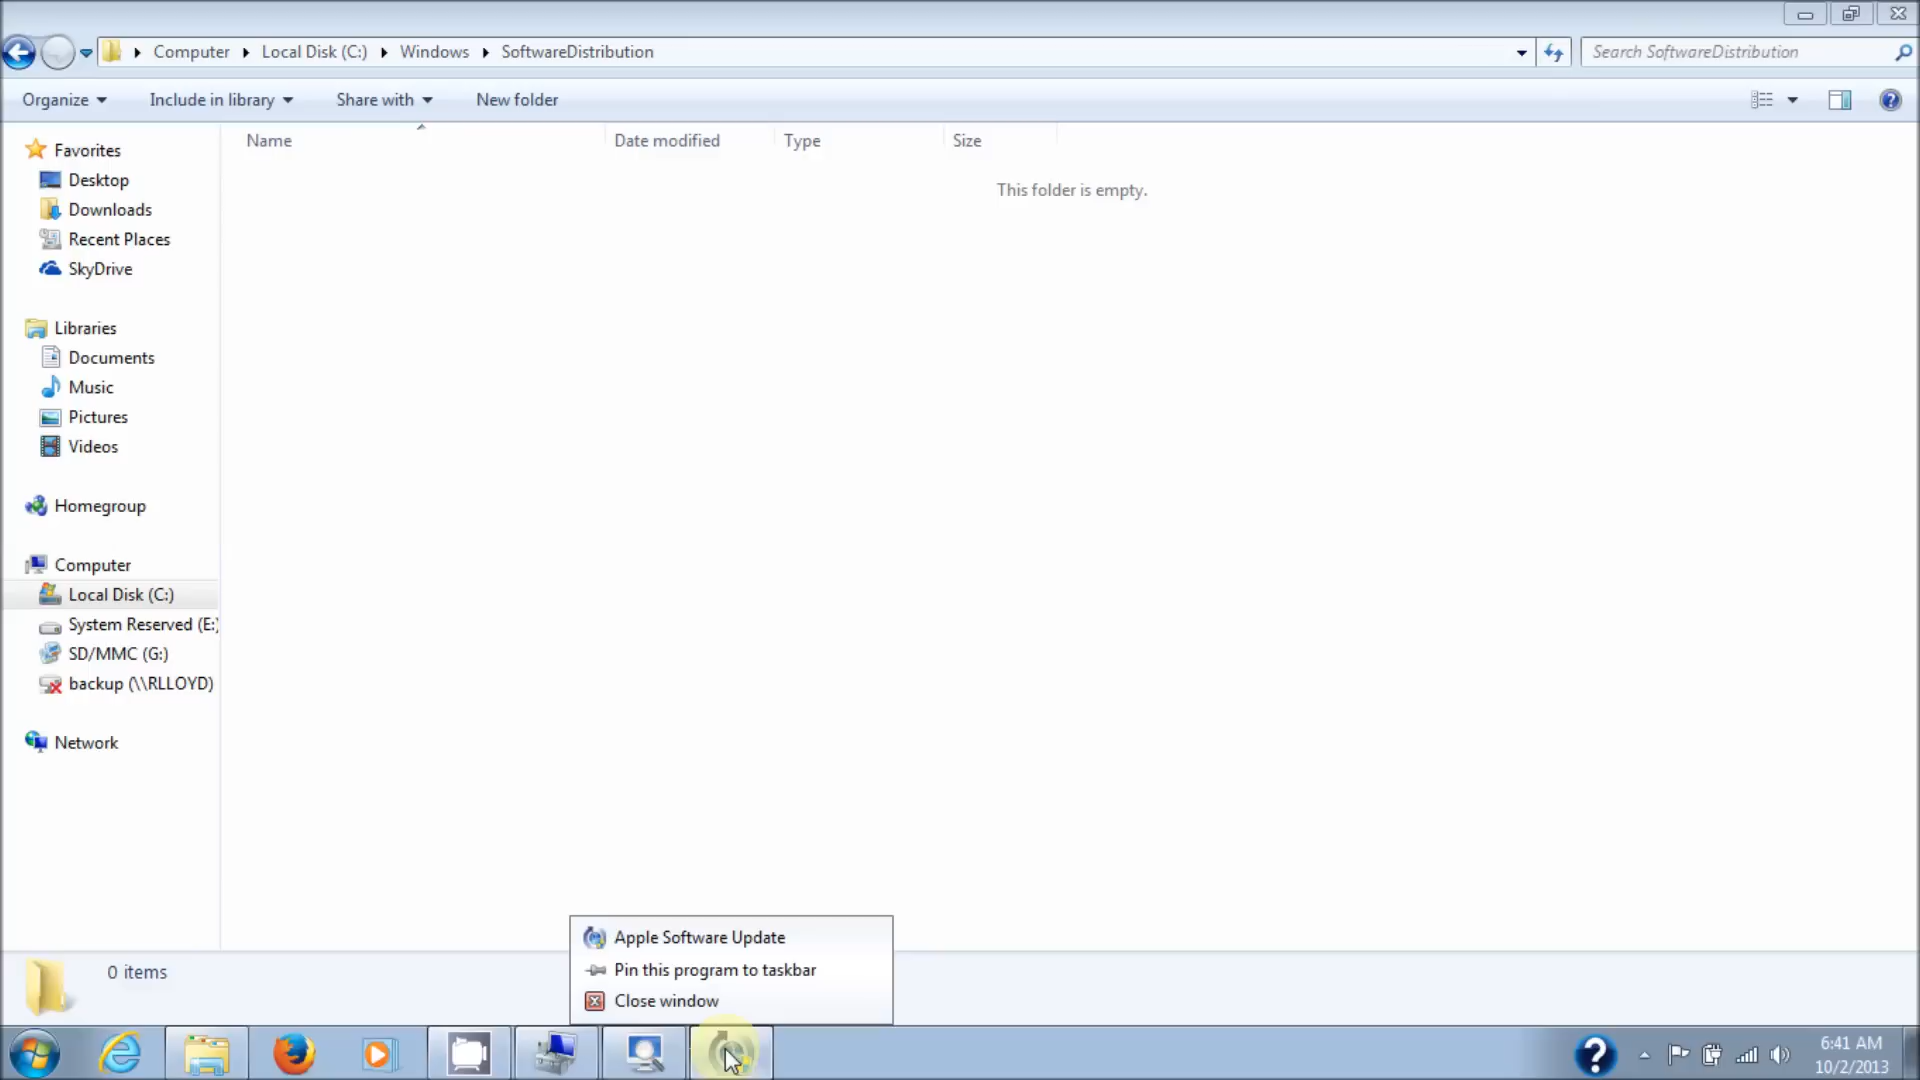 Computer Local Disk (C:) Windows SoftwareDistribution Search SoftwareDistribution
Organize Include in library Share with New folder
Name Date modified Type Size
This folder is empty.
Favorites
Desktop
Downloads
Recent Places
SkyDrive
Libraries
Documents
Music
Pictures
Videos
Homegroup
Computer
Local Disk (C:)
System Reserved (E:)
SD/MMC (G:)
backup (\\RLLOYD)
Network
0 items
Apple Software Update
Pin this program to taskbar
Close window
6:41 AM
10/2/2013